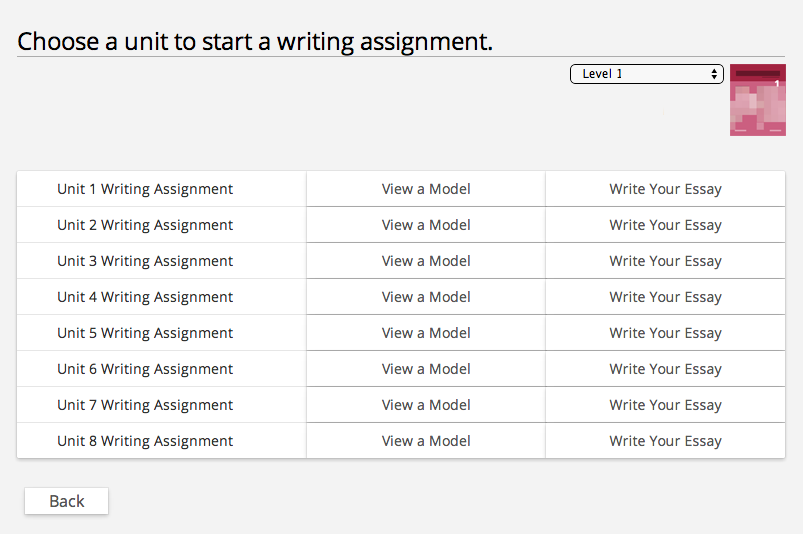 Choose a unit to start a writing assignment.
Level 1
1
Unit 1 Writing Assignment View a Model Write Your Essay
Unit 2 Writing Assignment View a Model Write Your Essay
Unit 3 Writing Assignment View a Model Write Your Essay
Unit 4 Writing Assignment View a Model Write Your Essay
Unit 5 Writing Assignment View a Model Write Your Essay
Unit 6 Writing Assignment View a Model Write Your Essay
Unit 7 Writing Assignment View a Model Write Your Essay
Unit 8 Writing Assignment View a Model Write Your Essay
Back